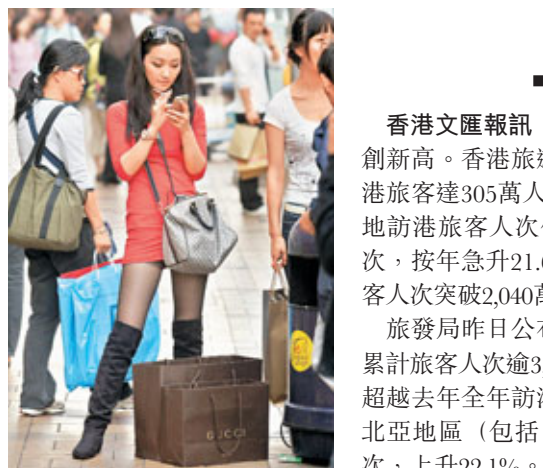 GUCCI
香港文匯報訊
創新高。香港旅遊
港旅客達305萬人
地訪港旅客人次
次，按年急升21.
客人次突破2,040萬
旅發局昨日公布
累計旅客人次逾3
超越去年全年訪
北亞地區（包括
次，上升22.1%。